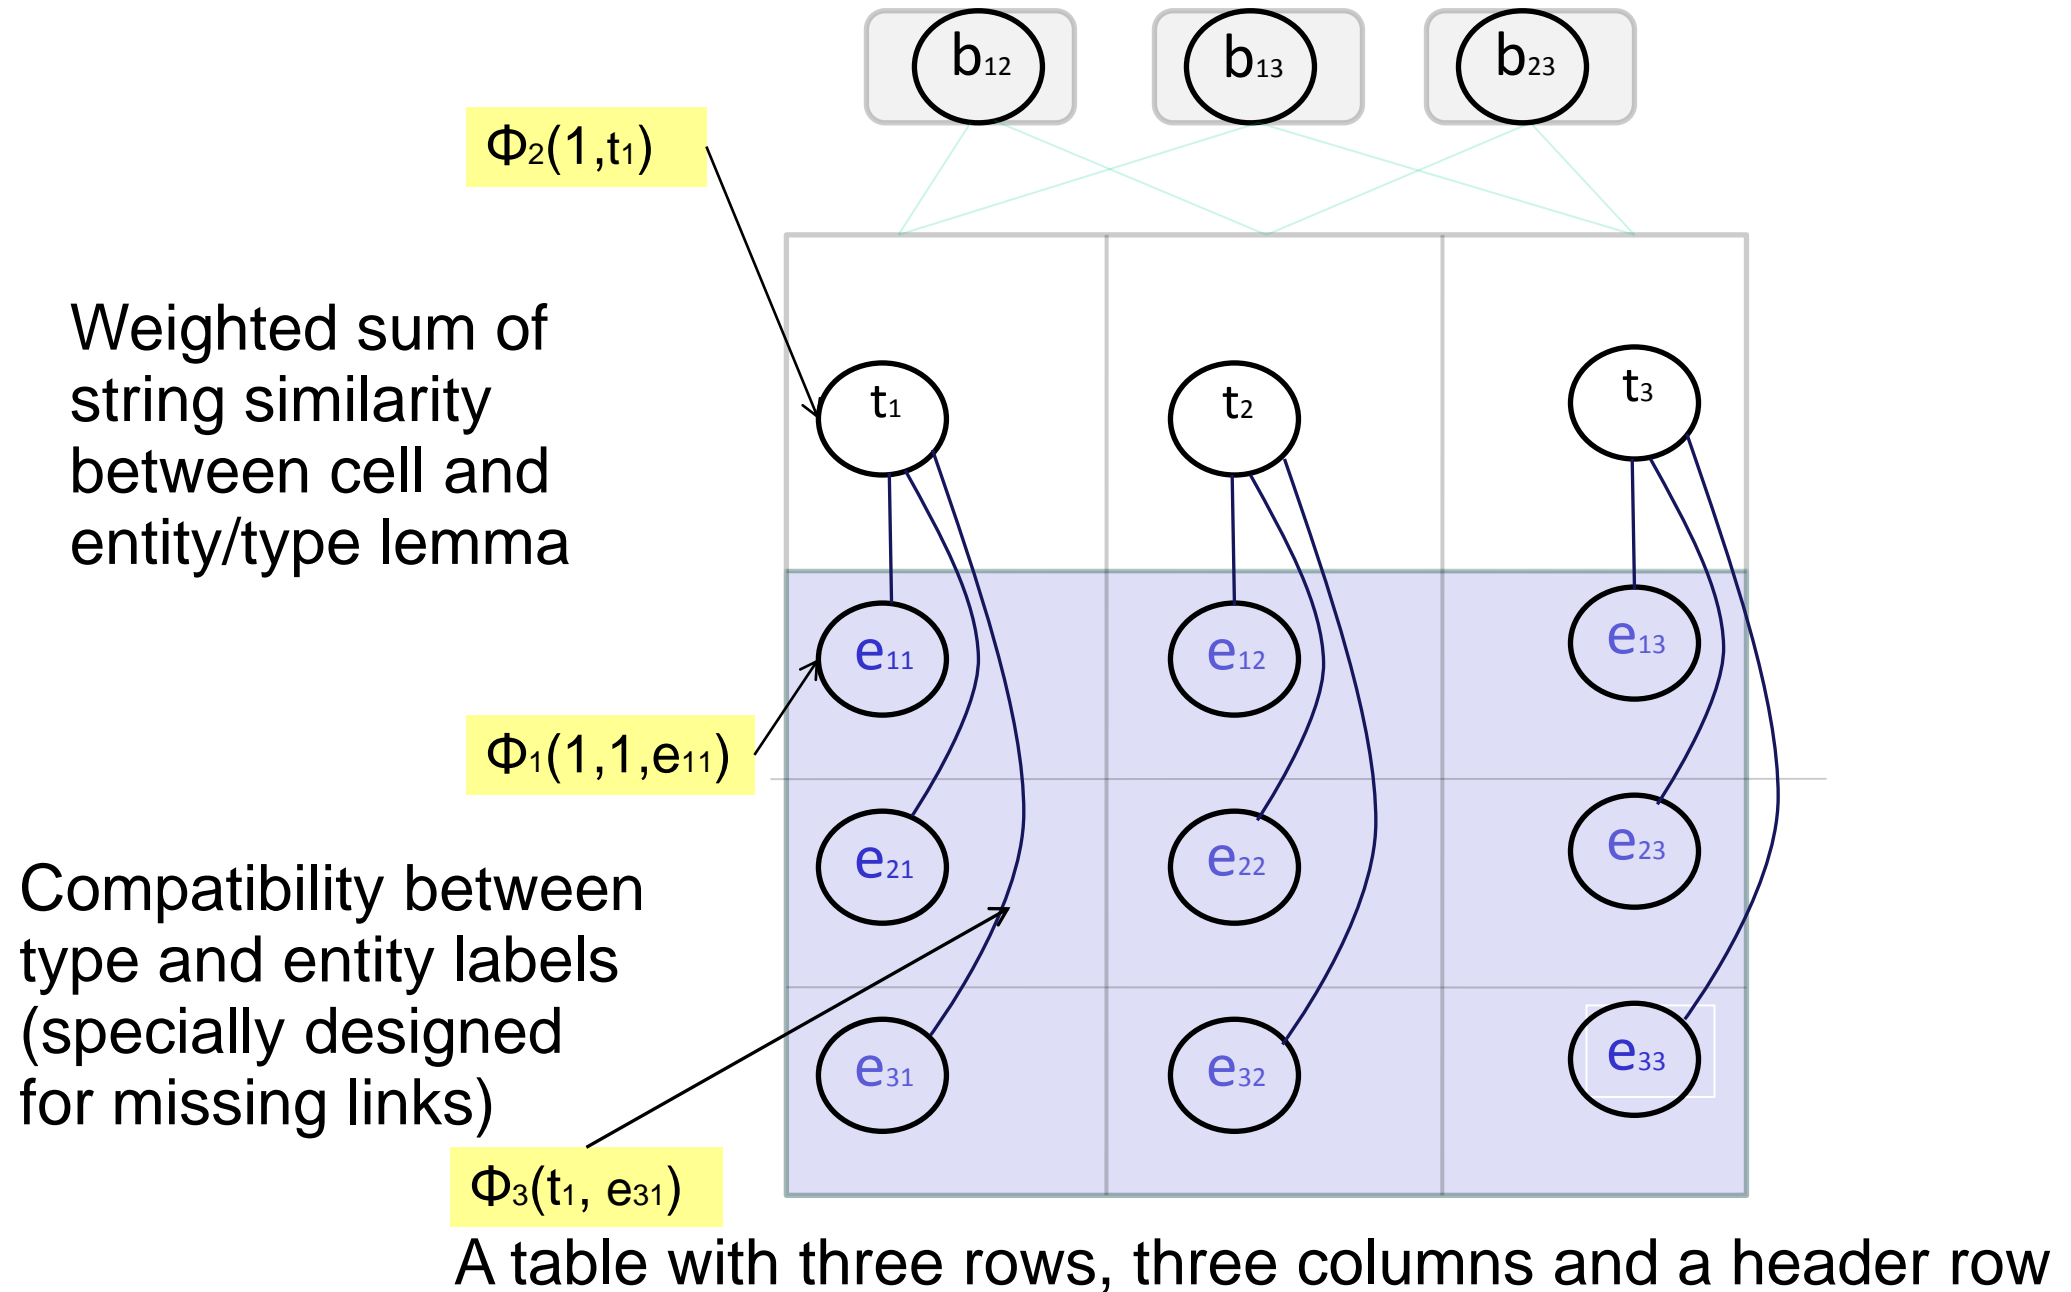 b12 b13 b23
Φ2(1,t1)
Weighted sum of
string similarity
between cell and
entity/type lemma
t1 t2 t3
e11 e12 e13
Φ1(1,1,e11)
e21 e22 e23
Compatibility between
type and entity labels
(specially designed
for missing links)
e31 e32 e33
Φ3(t1, e31)
A table with three rows, three columns and a header row